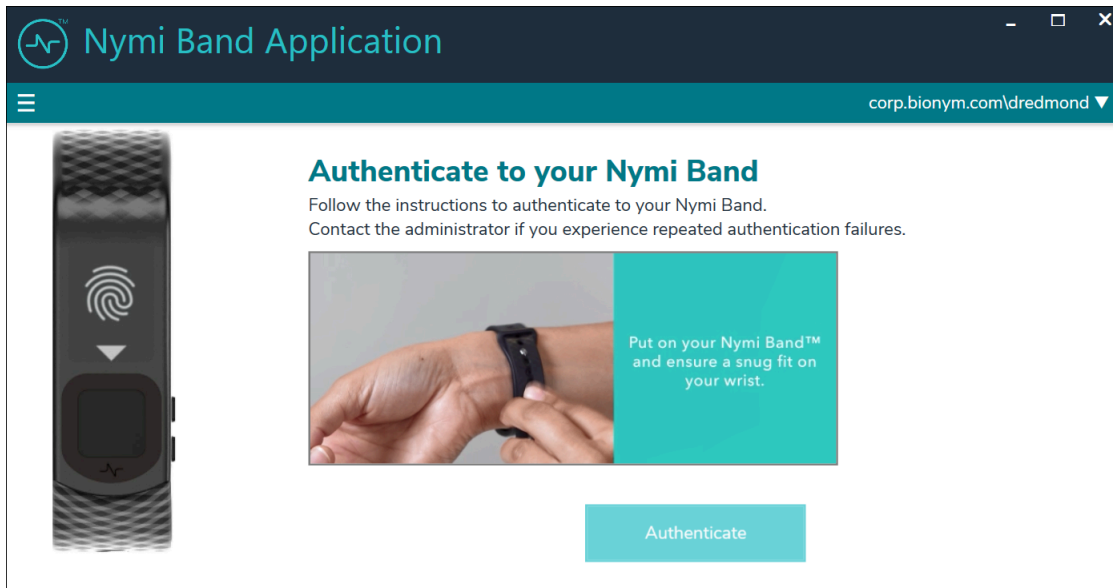 Nymi Band Application
TM
corp.bionym.com\dredmond ▼
Authenticate to your Nymi Band
Follow the instructions to authenticate to your Nymi Band.
Contact the administrator if you experience repeated authentication failures.
Put on your Nymi Band™
and ensure a snug fit on
your wrist.
Authenticate